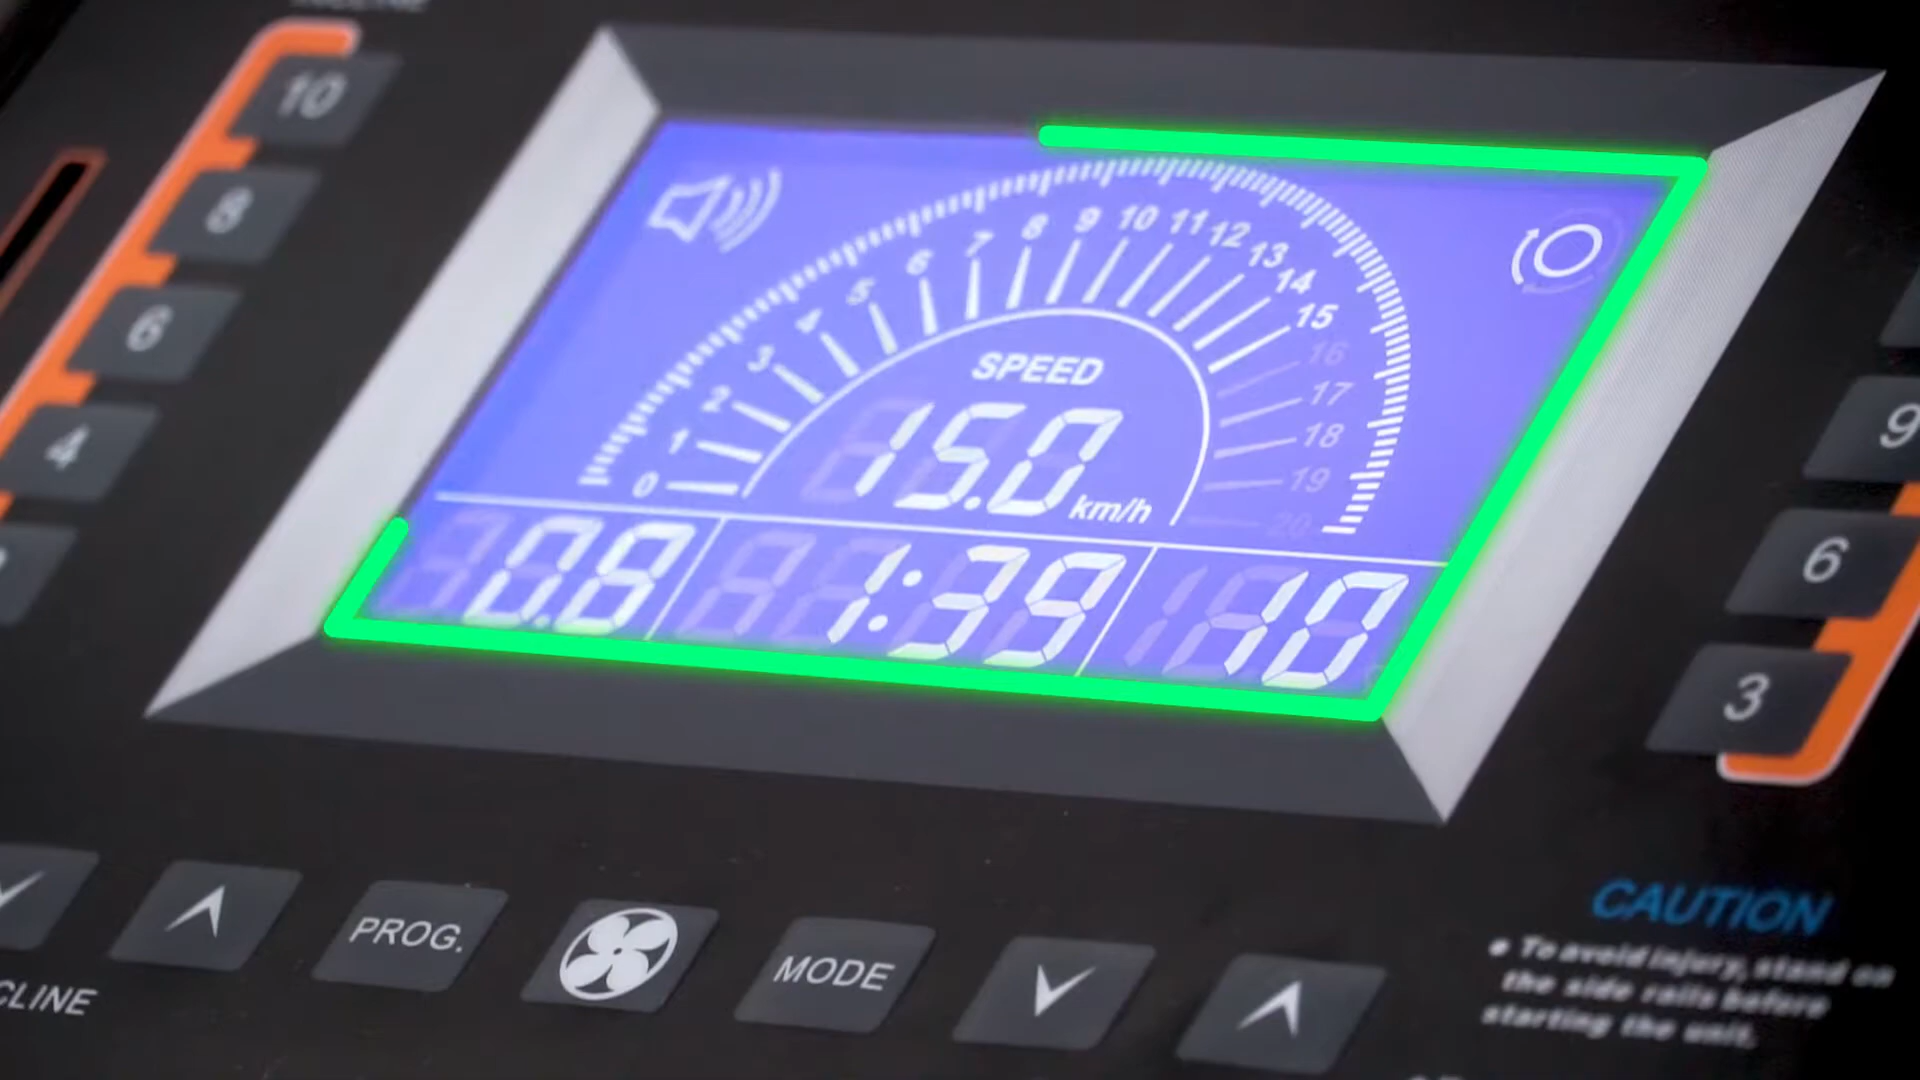 10
8
6
4
0 1 2 3 4 5 6 7 8 9 10 11 12 13 14 15 16 17 18 19 20
SPEED
15.0 km/h
0.8 1:39 10
9
6
3
PROG.
MODE
CLINE
CAUTION
• To avoid injury, stand on
the side rails before
starting the unit.